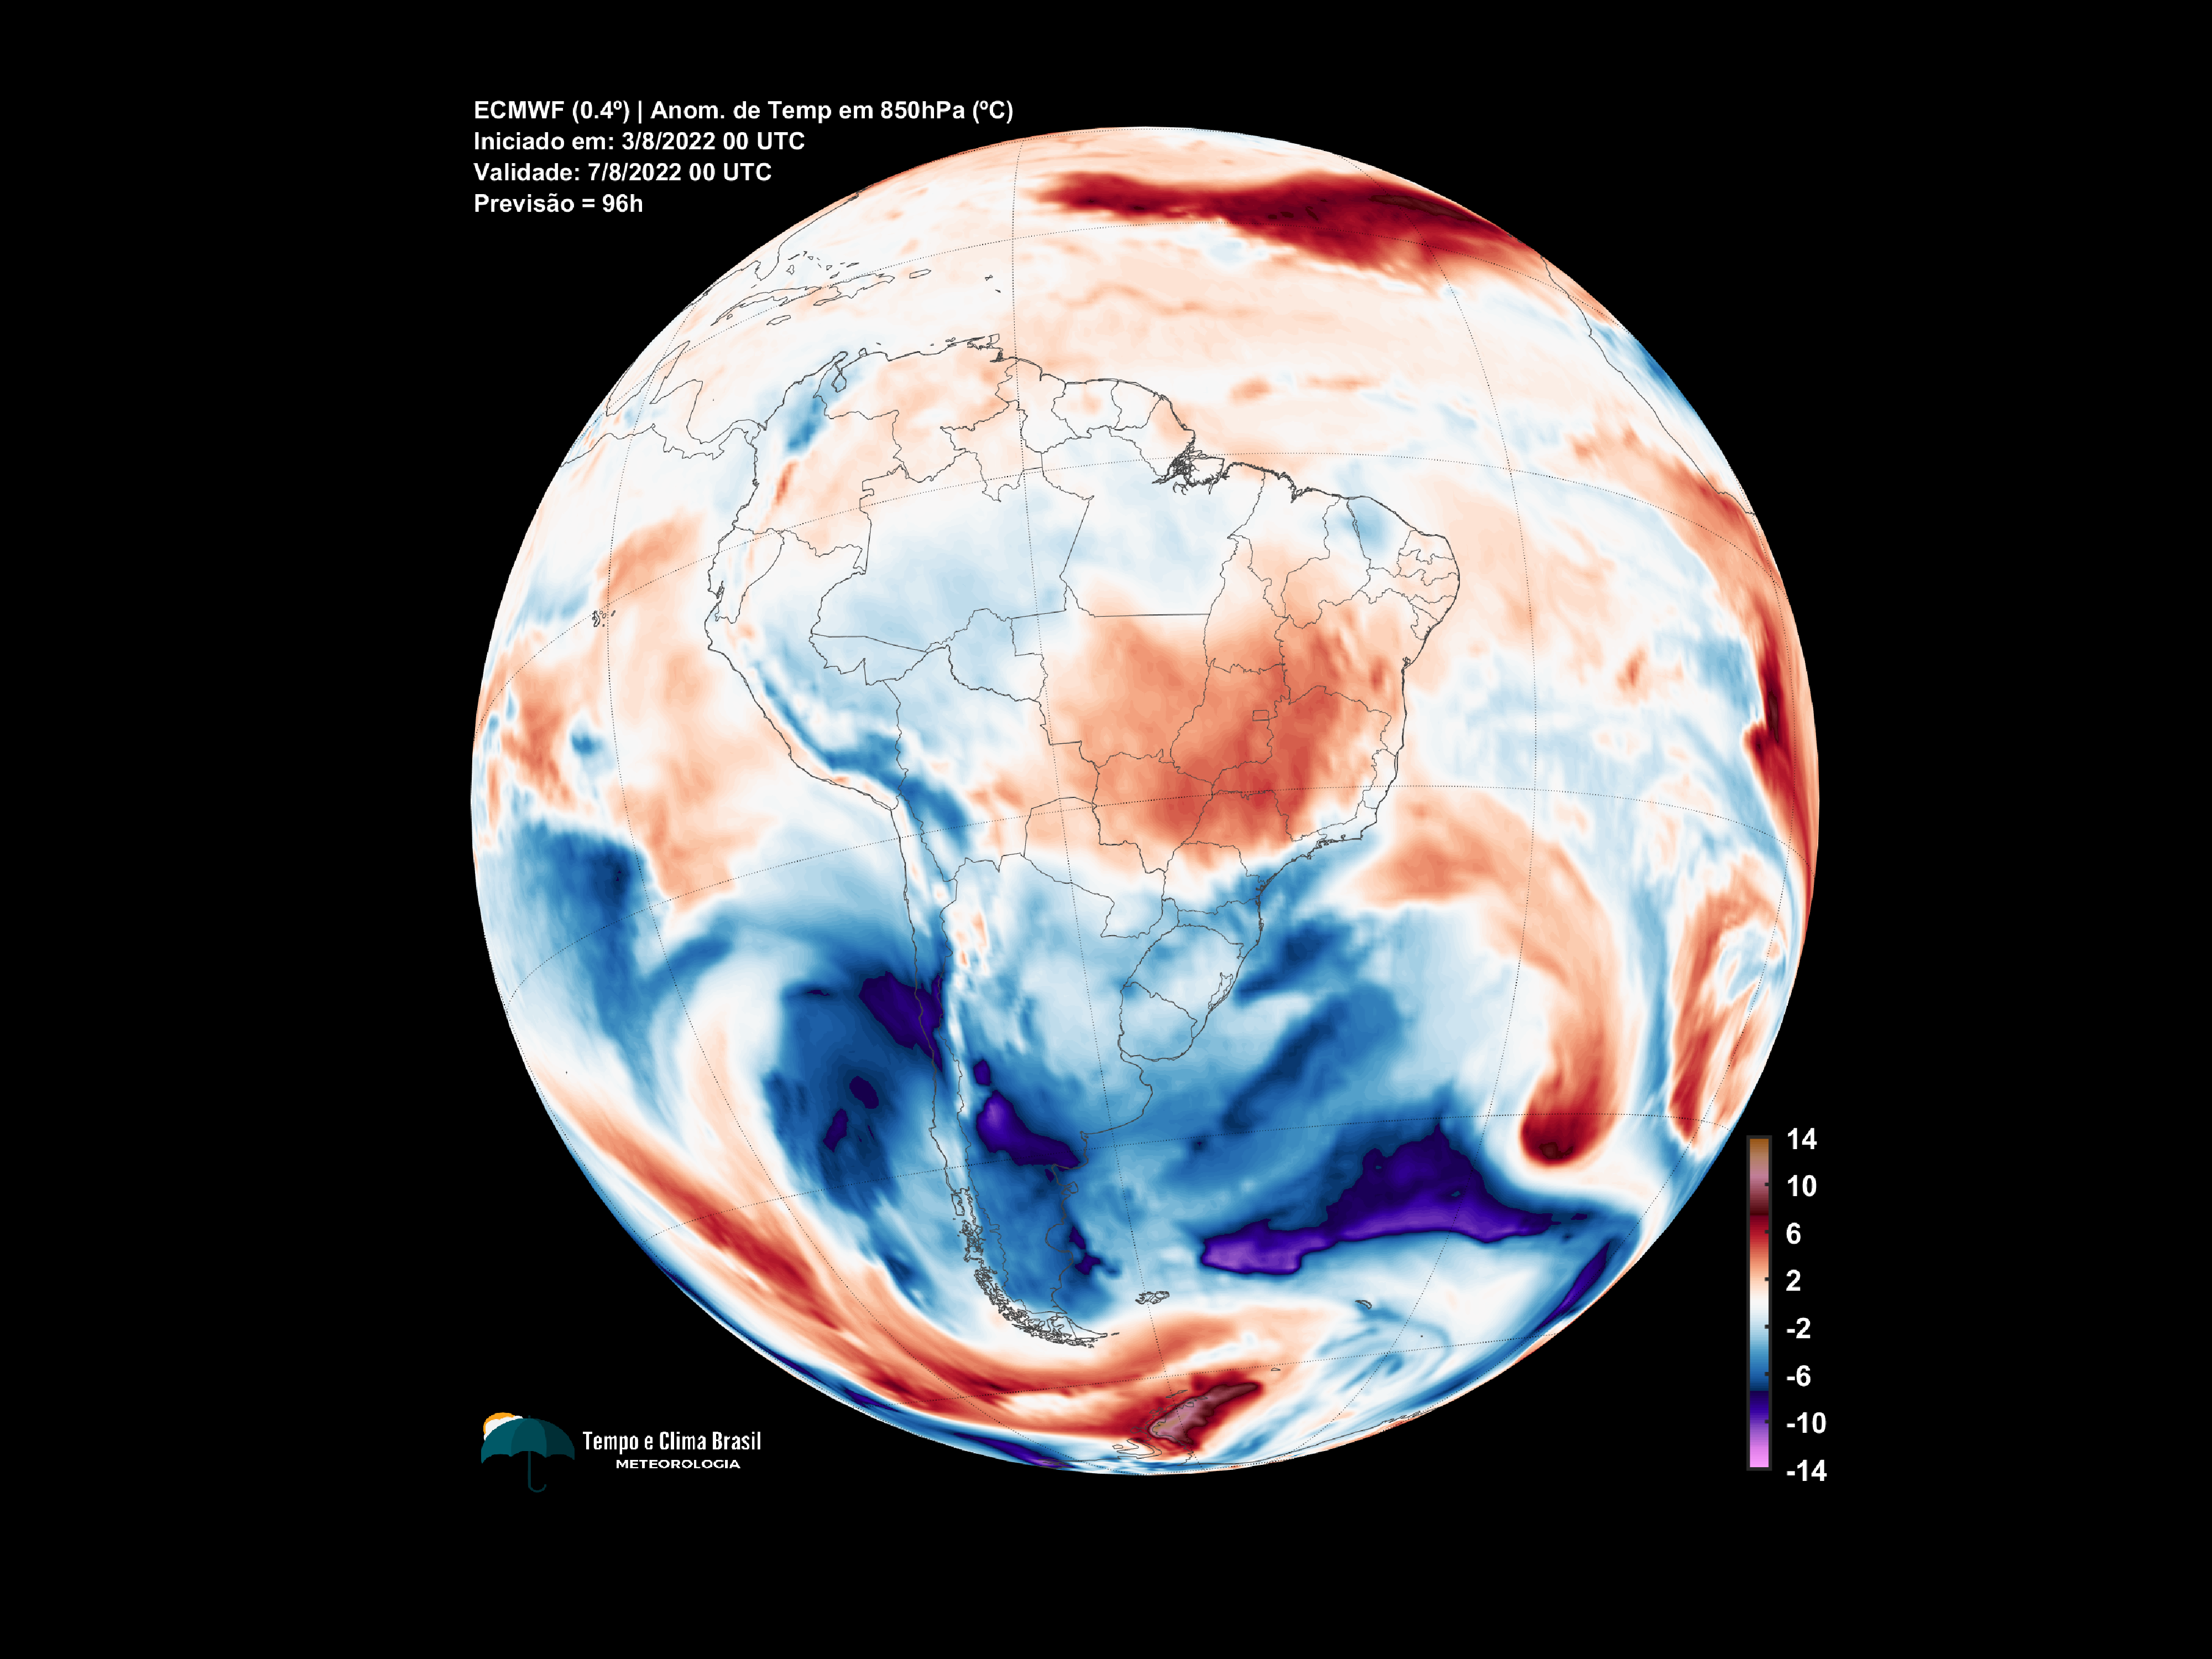 ECMWF (0.4º) | Anom. de Temp em 850hPa (ºC)
Iniciado em: 3/8/2022 00 UTC
Validade: 7/8/2022 00 UTC
Previsão = 96h
14
10
6
2
-2
-6
-10
-14
Tempo e Clima Brasil
METEOROLOGIA